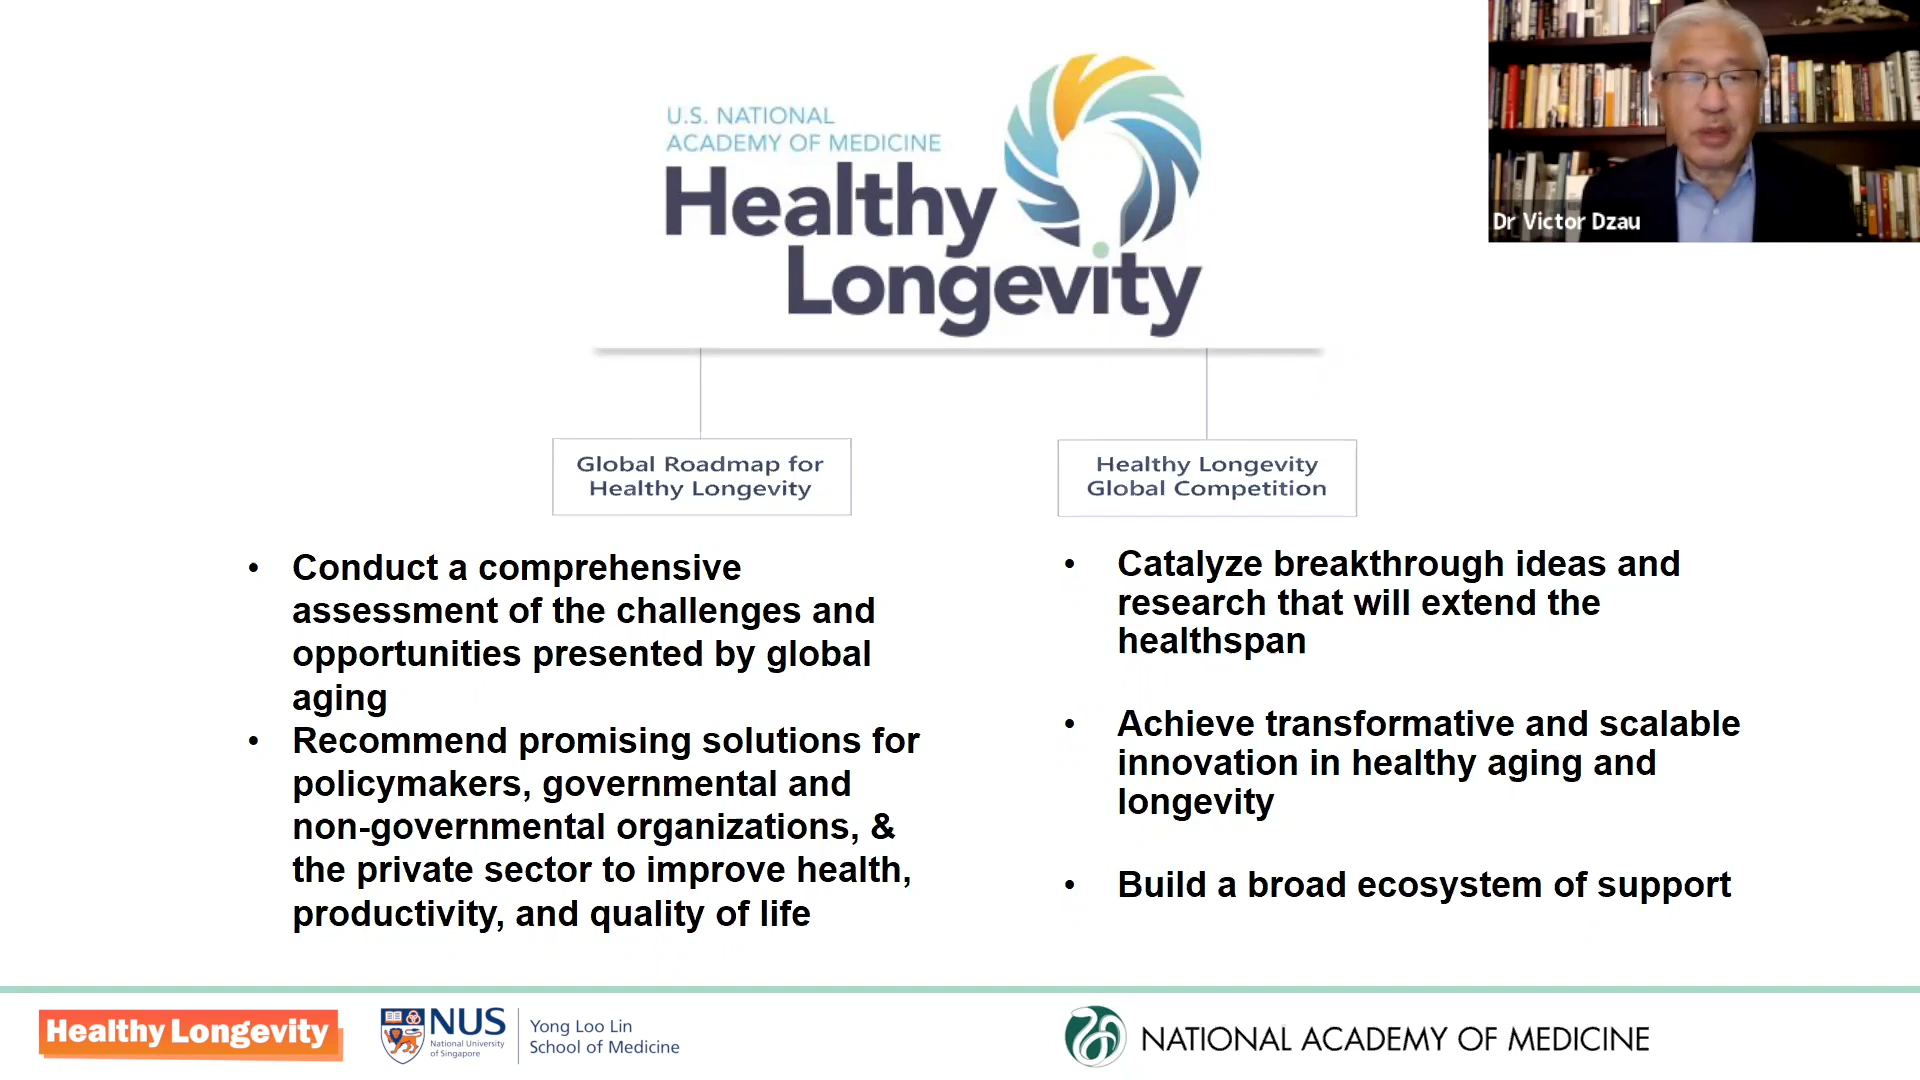 U.S. NATIONAL
ACADEMY OF MEDICINE
Healthy
Longevity
Dr Victor Dzau
Global Roadmap for
Healthy Longevity
• Conduct a comprehensive
assessment of the challenges and
opportunities presented by global
aging
• Recommend promising solutions for
policymakers, governmental and
non-governmental organizations, &
the private sector to improve health,
productivity, and quality of life
Healthy Longevity
Global Competition
• Catalyze breakthrough ideas and
research that will extend the
healthspan
• Achieve transformative and scalable
innovation in healthy aging and
longevity
• Build a broad ecosystem of support
Healthy Longevity
NUS
National University
of Singapore
Yong Loo Lin
School of Medicine
NATIONAL ACADEMY OF MEDICINE